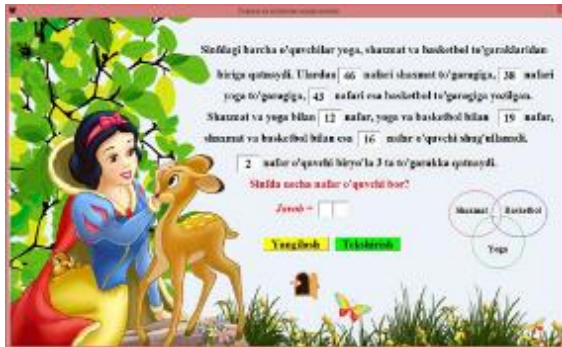 Sinfdagi barcha o'quvchilar yoga, shaxmat va basketbol to'garaklaridan
biriga qatnaydi. Ulardan 46 nafari shaxmat to'garagiga, 38 nafari
yoga to'garagiga, 43 nafari esa basketbol to'garagiga yozilgan.
Shaxmat va yoga bilan 12 nafar, yoga va basketbol bilan 19 nafar,
shaxmat va basketbol bilan esa 16 nafar o'quvchi shug'ullanadi.
2 nafar o'quvchi biryo'la 3 ta to'garakka qatnaydi.
Sinfda necha nafar o'quvchi bor?
Javob =
Shaxmat Basketbol
Yoga
Yangilash Tekshirish